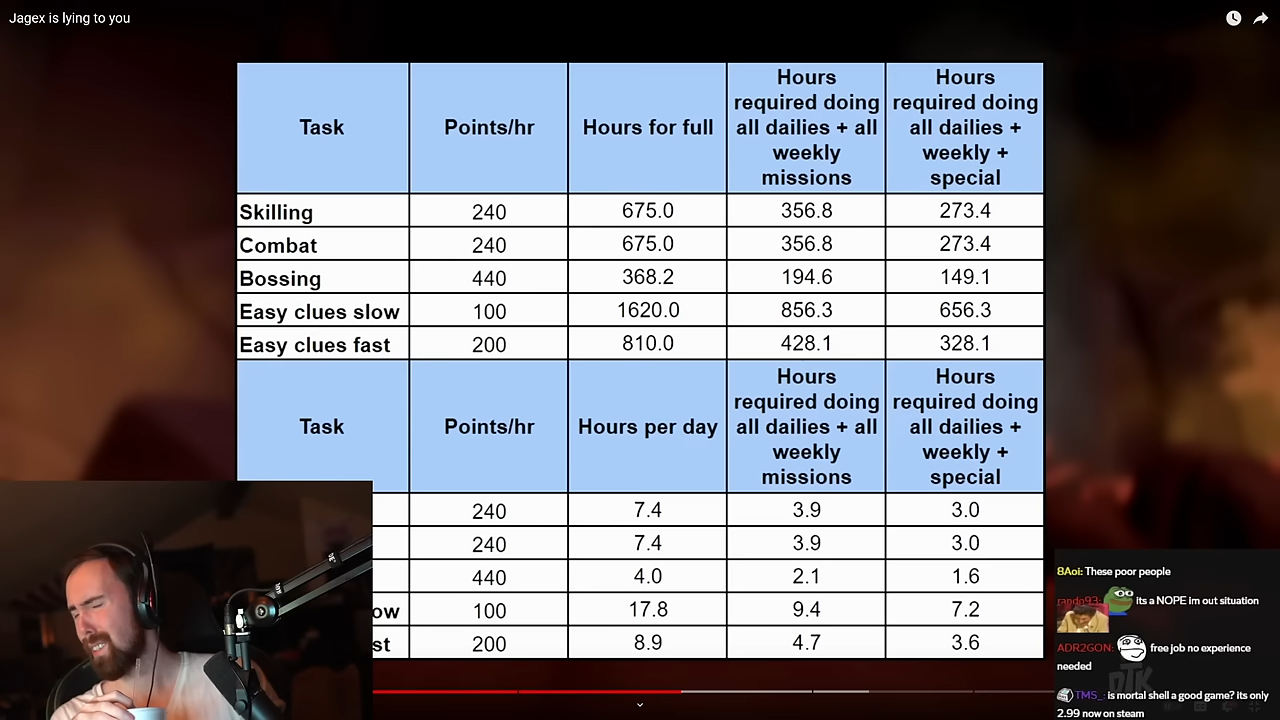 Jagex is lying to you
Task
Points/hr
Hours for full
Hours
required doing
all dailies + all
weekly
missions
Hours
required doing
all dailies +
weekly +
special
Skilling 240 675.0 356.8 273.4
Combat 240 675.0 356.8 273.4
Bossing 440 368.2 194.6 149.1
Easy clues slow 100 1620.0 856.3 656.3
Easy clues fast 200 810.0 428.1 328.1
Task
Points/hr
Hours per day
Hours
required doing
all dailies + all
weekly
missions
Hours
required doing
all dailies +
weekly +
special
240 7.4 3.9 3.0
240 7.4 3.9 3.0
440 4.0 2.1 1.6
ow 100 17.8 9.4 7.2
st 200 8.9 4.7 3.6
8Aoi: These poor people
rando93: its a NOPE im out situation
ADR2GON: free job no experience
needed
TMS_: is mortal shell a good game? its only
2.99 now on steam